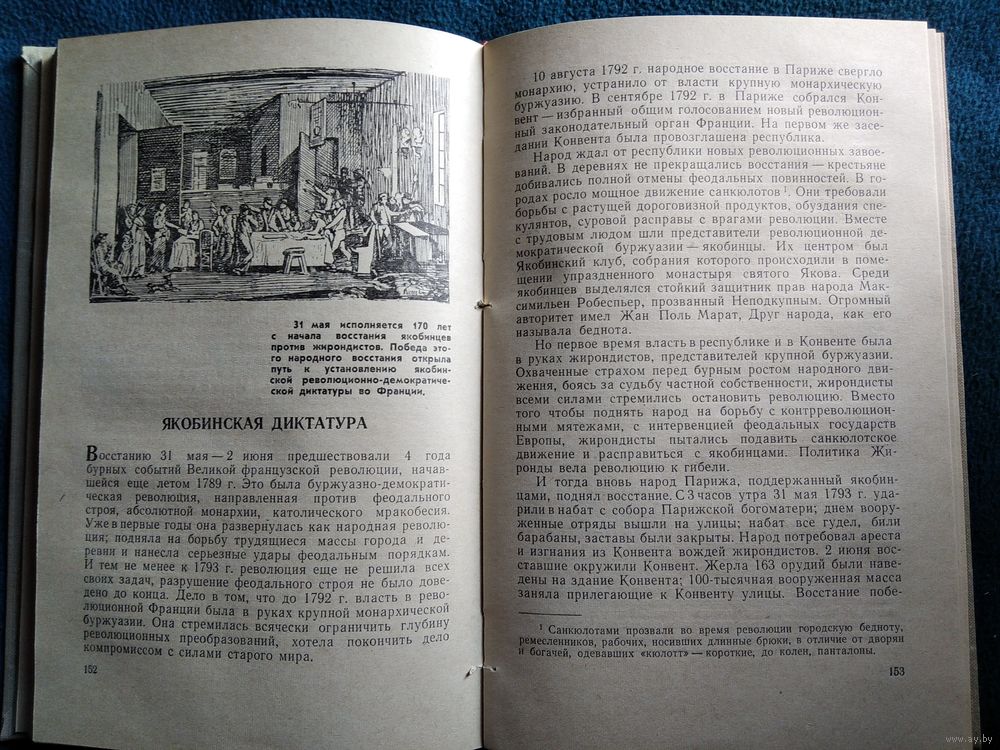 31 мая исполняется 170 лет
с начала восстания якобинцев
против жирондистов. Победа это-
го народного восстания открыла
путь к установлению якобин-
ской революционно-демократиче-
ской диктатуры во Франции.
ЯКОБИНСКАЯ ДИКТАТУРА
Восстанию 31 мая — 2 июня предшествовали 4 года
бурных событий Великой французской революции, начав-
шейся еще летом 1789 г. Это была буржуазно-демократи-
ческая революция, направленная против феодального
строя, абсолютной монархии, католического мракобесия.
Уже в первые годы она развернулась как народная револю-
ция; подняла на борьбу трудящиеся массы города и де-
ревни и нанесла серьезные удары феодальным порядкам.
И тем не менее к 1793 г. революция еще не решила всех
своих задач, разрушение феодального строя не было дове-
дено до конца. Дело в том, что до 1792 г. власть в рево-
люционной Франции была в руках крупной монархической
буржуазии. Она стремилась всячески ограничить глубину
революционных преобразований, хотела покончить дело
компромиссом с силами старого мира.
152
10 августа 1792 г. народное восстание в Париже свергло
монархию, устранило от власти крупную монархическую
буржуазию. В сентябре 1792 г. в Париже собрался Кон-
вент — избранный общим голосованием новый революцион-
ный законодательный орган Франции. На первом же засе-
дании Конвента была провозглашена республика.
Народ ждал от республики новых революционных завое-
ваний. В деревнях не прекращались восстания — крестьяне
добивались полной отмены феодальных повинностей. В го-
родах росло мощное движение санкюлотов¹. Они требовали
борьбы с растущей дороговизной продуктов, обуздания спе-
кулянтов, суровой расправы с врагами революции. Вместе
с трудовым людом шли представители революционной де-
мократической буржуазии — якобинцы. Их центром был
Якобинский клуб, собрания которого происходили в поме-
щении упраздненного монастыря святого Якова. Среди
якобинцев выделялся стойкий защитник прав народа Мак-
симильен Робеспьер, прозванный Неподкупным. Огромный
авторитет имел Жан Поль Марат, Друг народа, как его
называла беднота.
Но первое время власть в республике и в Конвенте была
в руках жирондистов, представителей крупной буржуазии.
Охваченные страхом перед бурным ростом народного дви-
жения, боясь за судьбу частной собственности, жирондисты
всеми силами стремились остановить революцию. Вместо
того чтобы поднять народ на борьбу с контрреволюцион-
ными мятежами, с интервенцией феодальных государств
Европы, жирондисты пытались подавить санкюлотское
движение и расправиться с якобинцами. Политика Жи-
ронды вела революцию к гибели.
И тогда вновь народ Парижа, поддержанный якобин-
цами, поднял восстание. С 3 часов утра 31 мая 1793 г. уда-
рили в набат с собора Парижской богоматери; днем воору-
женные отряды вышли на улицы; набат все гудел, били
барабаны, заставы были закрыты. Народ потребовал ареста
и изгнания из Конвента вождей жирондистов. 2 июня вос-
ставшие окружили Конвент. Жерла 163 орудий были наве-
дены на здание Конвента; 100-тысячная вооруженная масса
заняла прилегающие к Конвенту улицы. Восстание побе-
¹ Санкюлотами прозвали во время революции городскую бедноту,
ремесленников, рабочих, носивших длинные брюки, в отличие от дворян
и богачей, одевавших «кюлотт» — короткие, до колен, панталоны.
153
www.ay.by